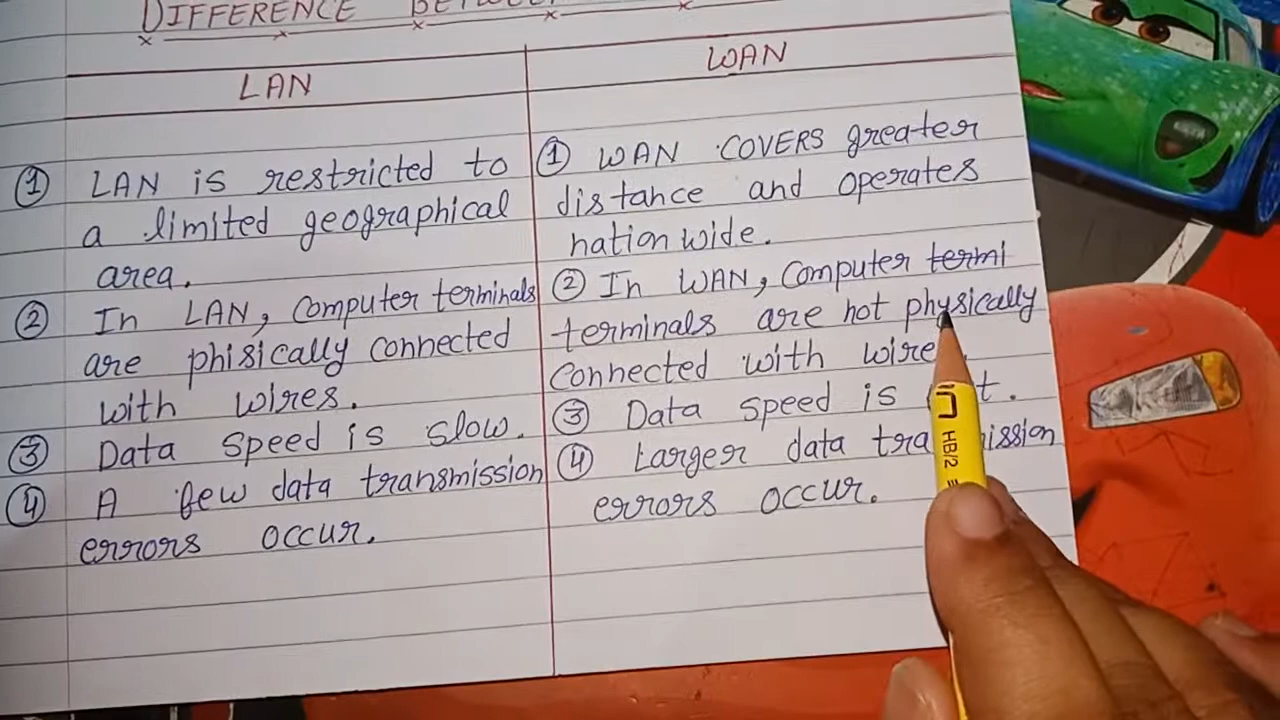 DIFFERENCE
LAN
① LAN is restricted to
a limited geographical
area.
② In LAN, computer terminals
are phisically connected
with wires.
③ Data speed is slow.
④ A few data transmission
errors occur.
WAN
① WAN COVERS greater
distance and operates
nation wide.
② In WAN, computer termi
terminals are not physically
connected with
③ Data speed is
④ Larger data
errors occur.
HB/2